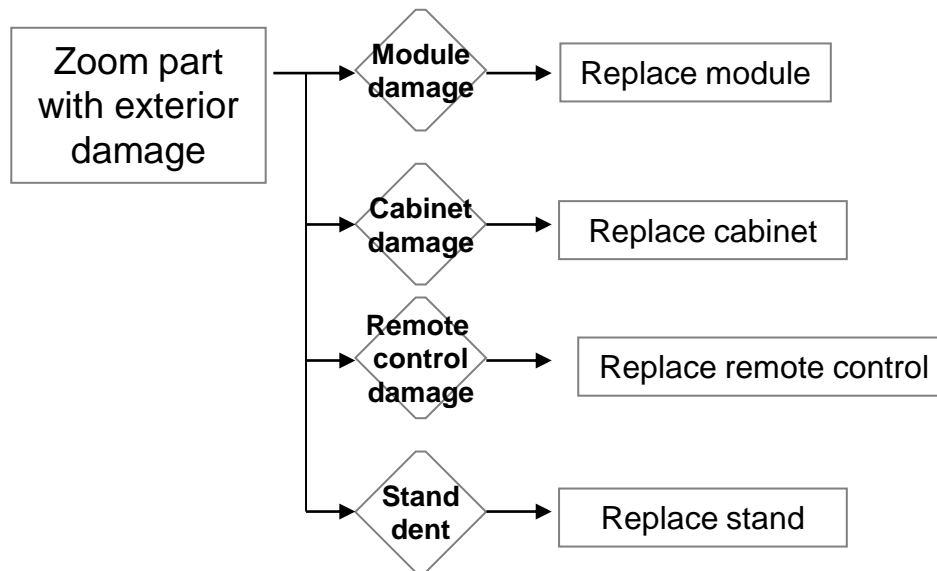 Zoom part
with exterior
damage
Module
damage
Replace module
Cabinet
damage
Replace cabinet
Remote
control
damage
Replace remote control
Stand
dent
Replace stand